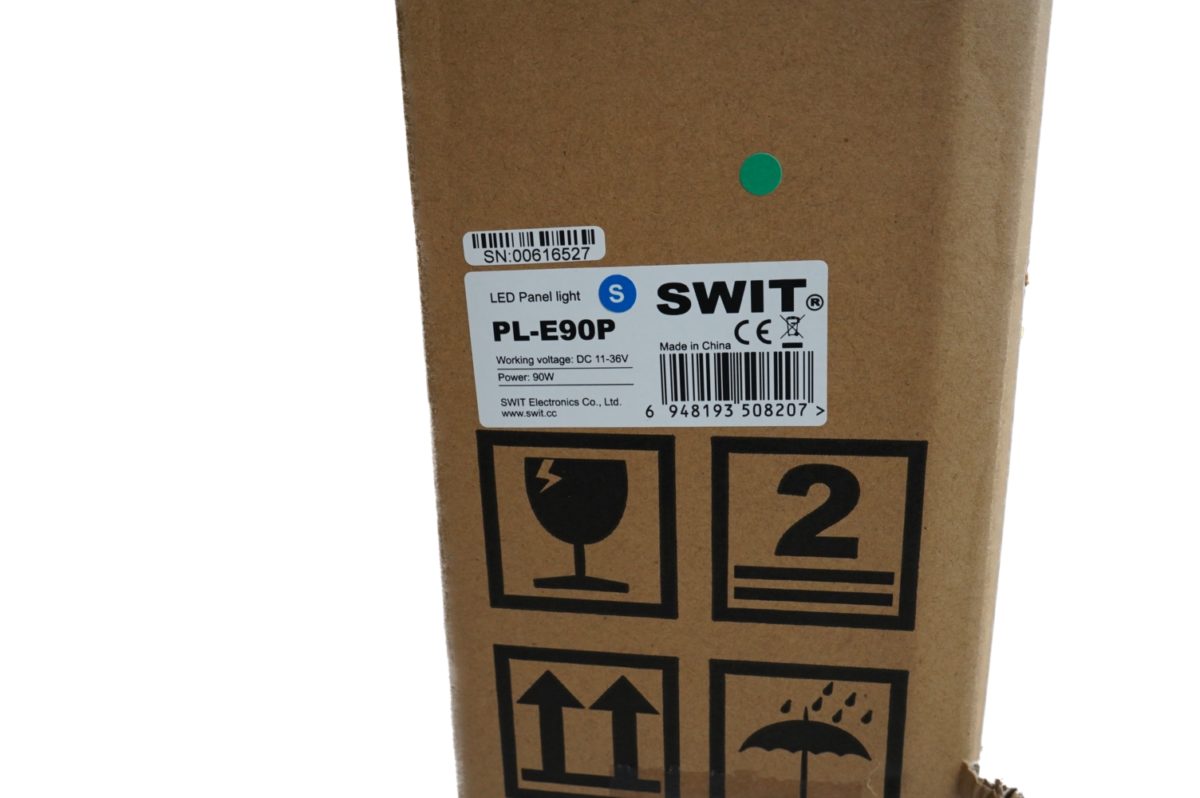 SN:00616527
LED Panel light
S
SWIT®
PL-E90P
CE
Made in China
Working voltage: DC 11-36V
Power: 90W
SWIT Electronics Co., Ltd.
www.swit.cc
6 948193 508207 >
2